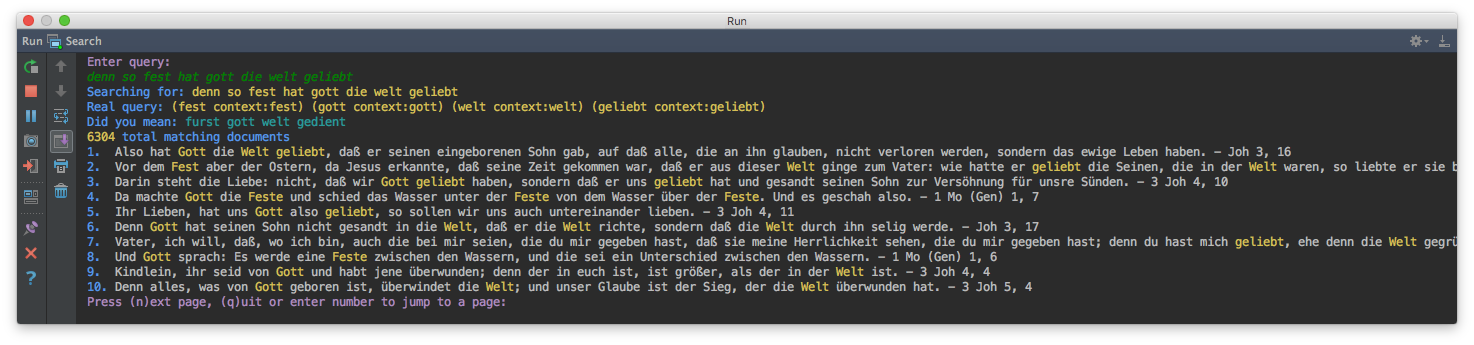 Run
Run Search
Enter query:
denn so fest hat gott die welt geliebt
Searching for: denn so fest hat gott die welt geliebt
Real query: (fest context:fest) (gott context:gott) (welt context:welt) (geliebt context:geliebt)
Did you mean: furst gott welt gedient
6304 total matching documents
1. Also hat Gott die Welt geliebt, daß er seinen eingeborenen Sohn gab, auf daß alle, die an ihn glauben, nicht verloren werden, sondern das ewige Leben haben. – Joh 3, 16
2. Vor dem Fest aber der Ostern, da Jesus erkannte, daß seine Zeit gekommen war, daß er aus dieser Welt ginge zum Vater: wie hatte er geliebt die Seinen, die in der Welt waren, so liebte er sie b
3. Darin steht die Liebe: nicht, daß wir Gott geliebt haben, sondern daß er uns geliebt hat und gesandt seinen Sohn zur Versöhnung für unsre Sünden. – 3 Joh 4, 10
4. Da machte Gott die Feste und schied das Wasser unter der Feste von dem Wasser über der Feste. Und es geschah also. – 1 Mo (Gen) 1, 7
5. Ihr Lieben, hat uns Gott also geliebt, so sollen wir uns auch untereinander lieben. – 3 Joh 4, 11
6. Denn Gott hat seinen Sohn nicht gesandt in die Welt, daß er die Welt richte, sondern daß die Welt durch ihn selig werde. – Joh 3, 17
7. Vater, ich will, daß, wo ich bin, auch die bei mir seien, die du mir gegeben hast, daß sie meine Herrlichkeit sehen, die du mir gegeben hast; denn du hast mich geliebt, ehe denn die Welt gegrü
8. Und Gott sprach: Es werde eine Feste zwischen den Wassern, und die sei ein Unterschied zwischen den Wassern. – 1 Mo (Gen) 1, 6
9. Kindlein, ihr seid von Gott und habt jene überwunden; denn der in euch ist, ist größer, als der in der Welt ist. – 3 Joh 4, 4
10. Denn alles, was von Gott geboren ist, überwindet die Welt; und unser Glaube ist der Sieg, der die Welt überwunden hat. – 3 Joh 5, 4
Press (n)ext page, (q)uit or enter number to jump to a page: